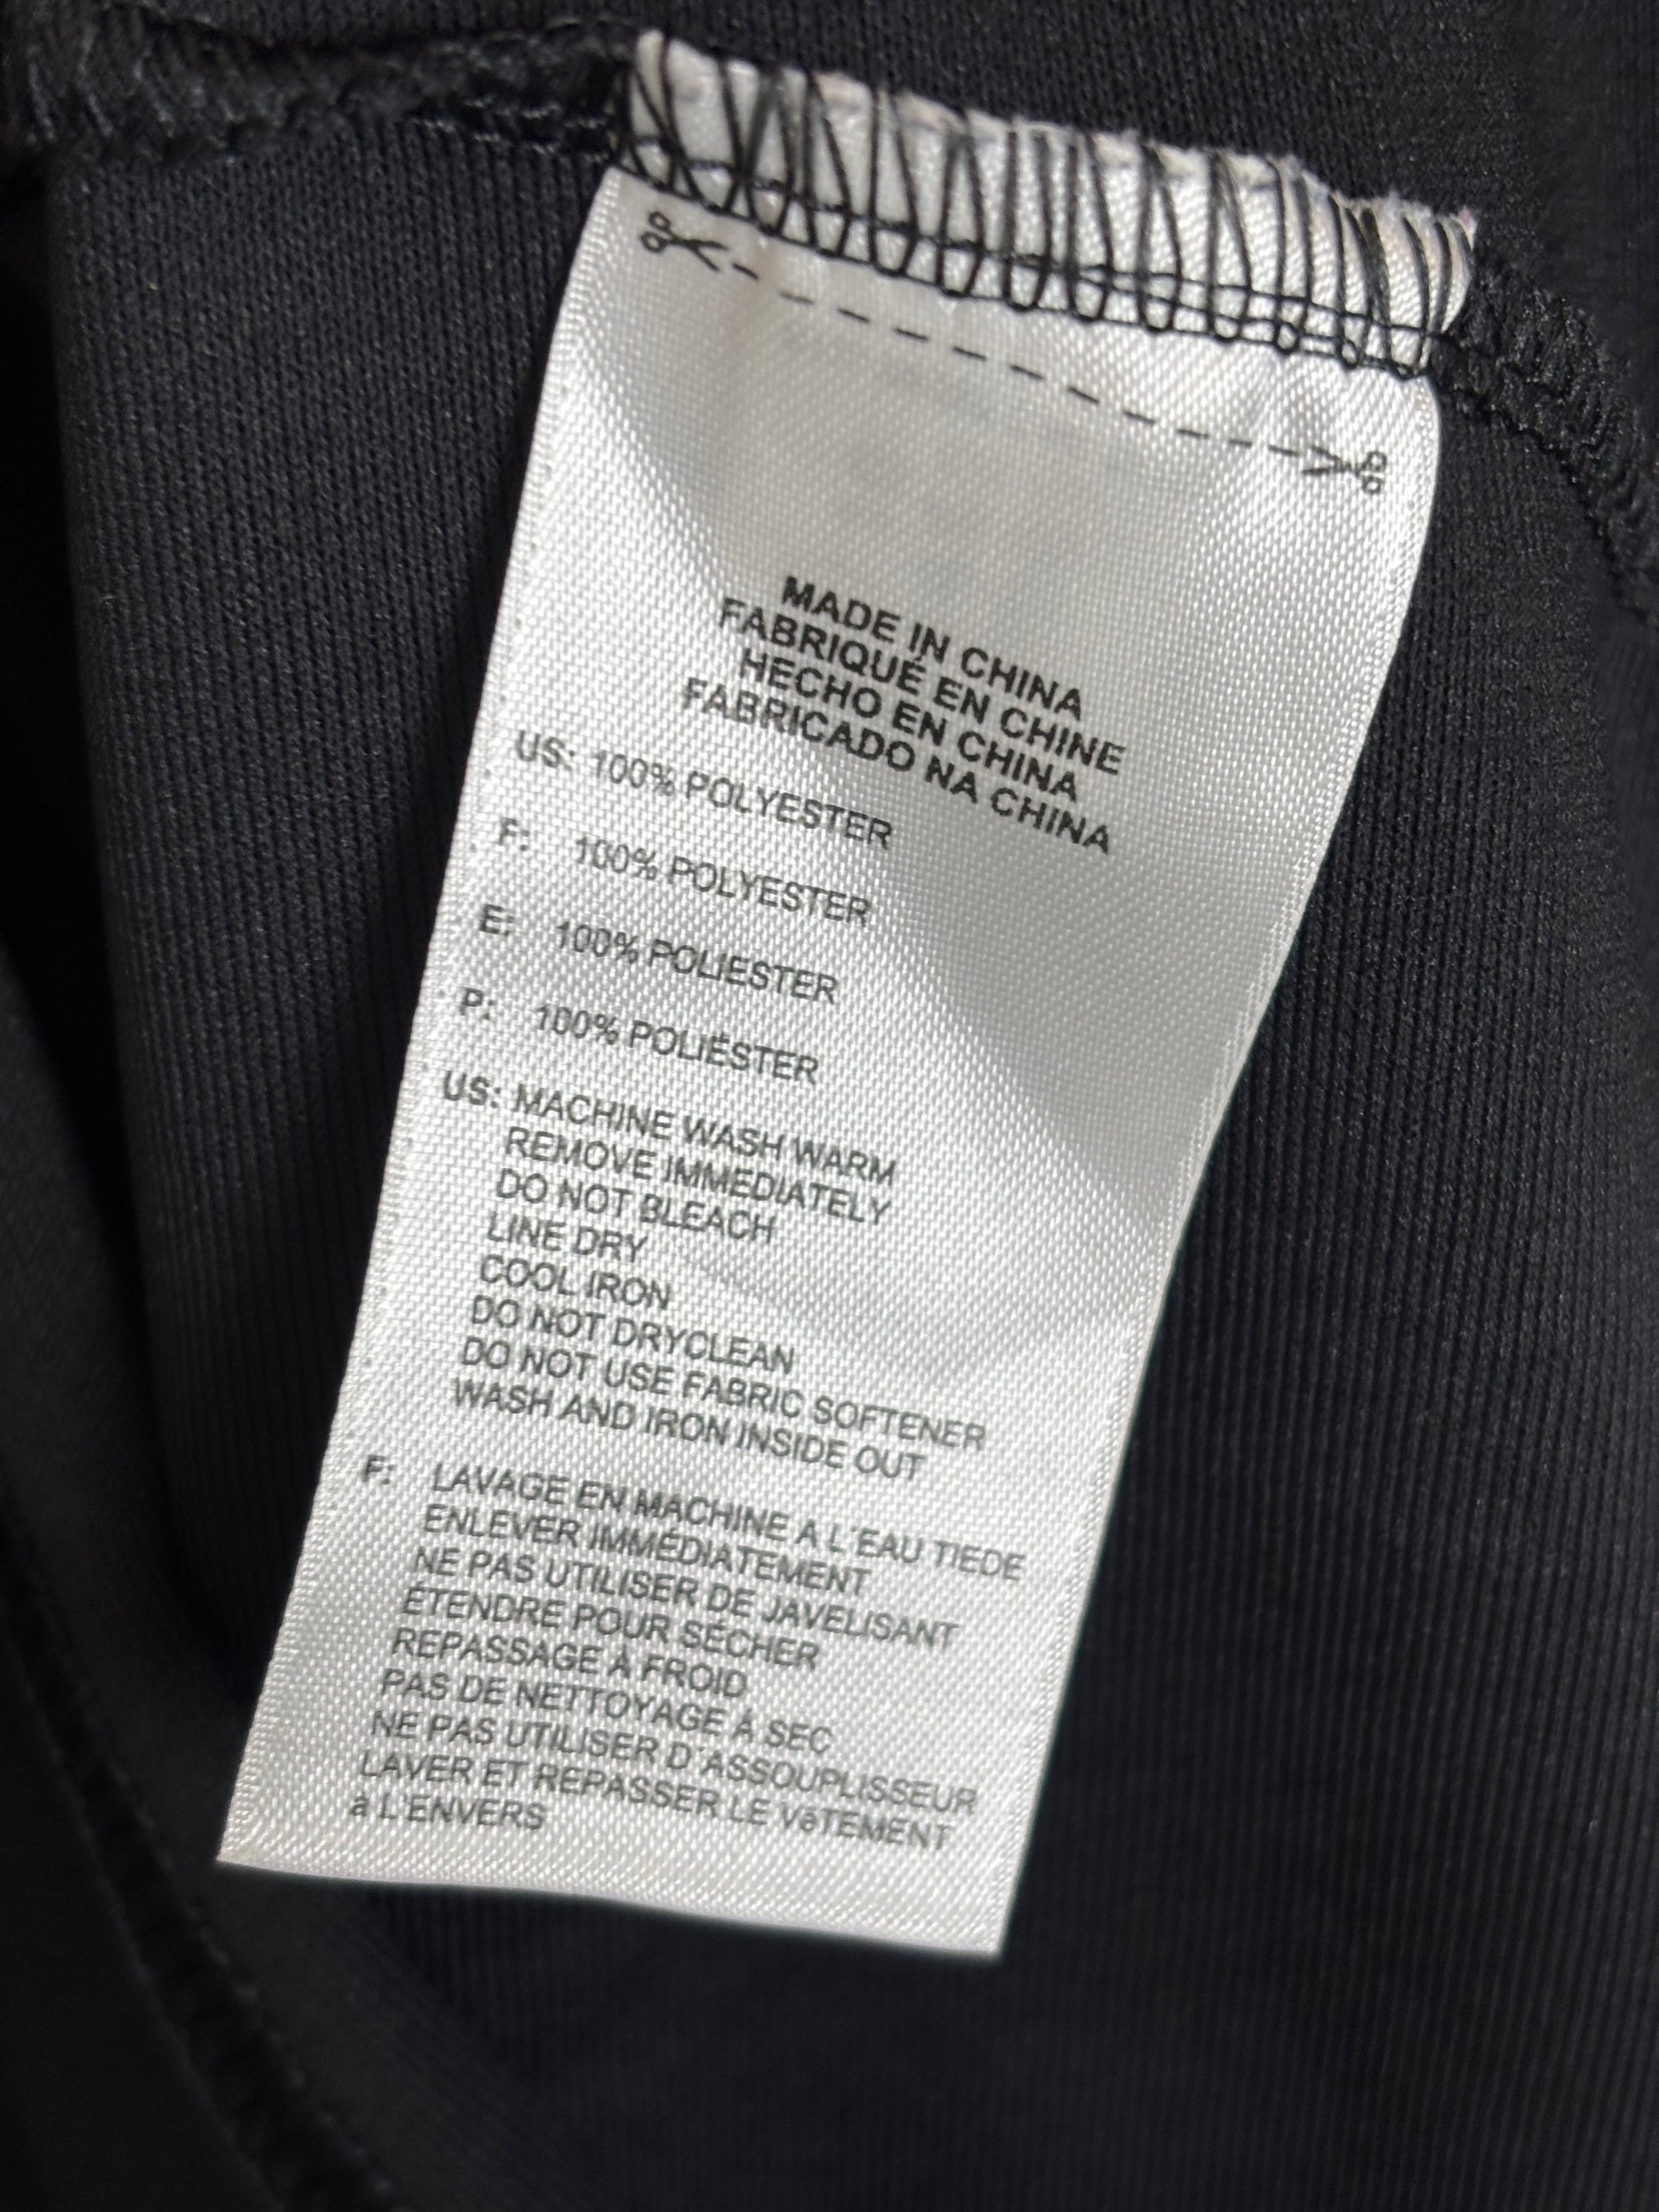 MADE IN CHINA
FABRIQUÉ EN CHINE
HECHO EN CHINA
FABRICADO NA CHINA
US: 100% POLYESTER
F: 100% POLYESTER
E: 100% POLIESTER
P: 100% POLIÉSTER
US: MACHINE WASH WARM
REMOVE IMMEDIATELY
DO NOT BLEACH
LINE DRY
COOL IRON
DO NOT DRYCLEAN
DO NOT USE FABRIC SOFTENER
WASH AND IRON INSIDE OUT
F: LAVAGE EN MACHINE A L'EAU TIEDE
ENLEVER IMMÉDIATEMENT
NE PAS UTILISER DE JAVELISANT
ÉTENDRE POUR SÉCHER
REPASSAGE À FROID
PAS DE NETTOYAGE À SEC
NE PAS UTILISER D'ASSOUPLISSEUR
LAVER ET REPASSER LE VêTEMENT
à L'ENVERS